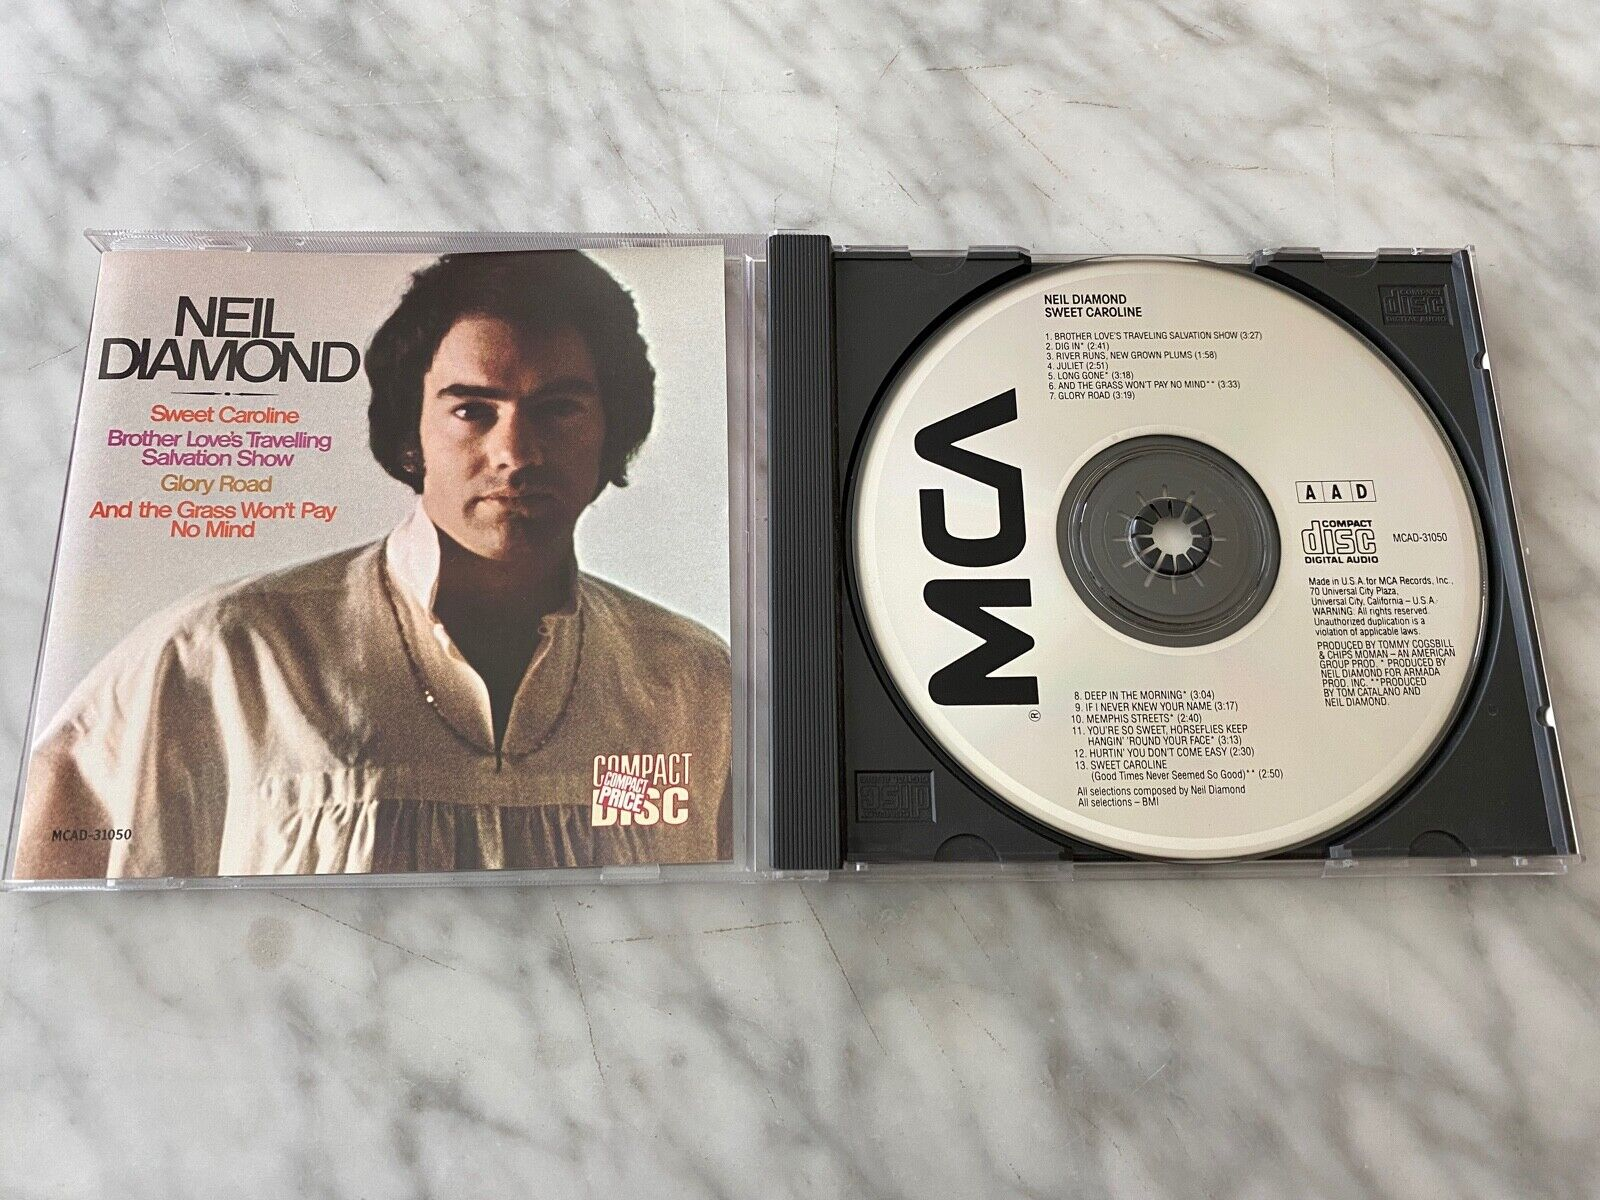 NEIL
DIAMOND
Sweet Caroline
Brother Love's Travelling
Salvation Show
Glory Road
And the Grass Won't Pay
No Mind
COMPACT
COMPACT
PRICE
DISC
MCAD-31050
NEIL DIAMOND
SWEET CAROLINE
1. BROTHER LOVE'S TRAVELING SALVATION SHOW (3:27)
2. DIG IN* (2:41)
3. RIVER RUNS, NEW GROWN PLUMS (1:58)
4. JULIET (2:51)
5. LONG GONE* (3:18)
6. AND THE GRASS WON'T PAY NO MIND** (3:33)
7. GLORY ROAD (3:19)
MCA
®
A A D
COMPACT
disc
DIGITAL AUDIO
MCAD-31050
Made in U.S.A. for MCA Records, Inc.,
70 Universal City Plaza,
Universal City, California – U.S.A.
WARNING: All rights reserved.
Unauthorized duplication is a
violation of applicable laws.
PRODUCED BY TOMMY COGSBILL
& CHIPS MOMAN – AN AMERICAN
GROUP PROD. * PRODUCED BY
NEIL DIAMOND FOR ARMADA
PROD. INC. **PRODUCED
BY TOM CATALANO AND
NEIL DIAMOND.
8. DEEP IN THE MORNING* (3:04)
9. IF I NEVER KNEW YOUR NAME (3:17)
10. MEMPHIS STREETS* (2:40)
11. YOU'RE SO SWEET, HORSEFLIES KEEP
HANGIN' 'ROUND YOUR FACE* (3:13)
12. HURTIN' YOU DON'T COME EASY (2:30)
13. SWEET CAROLINE
(Good Times Never Seemed So Good)** (2:50)
All selections composed by Neil Diamond
All selections – BMI
COMPACT
disc
DIGITAL AUDIO
COMPACT
disc
DIGITAL AUDIO